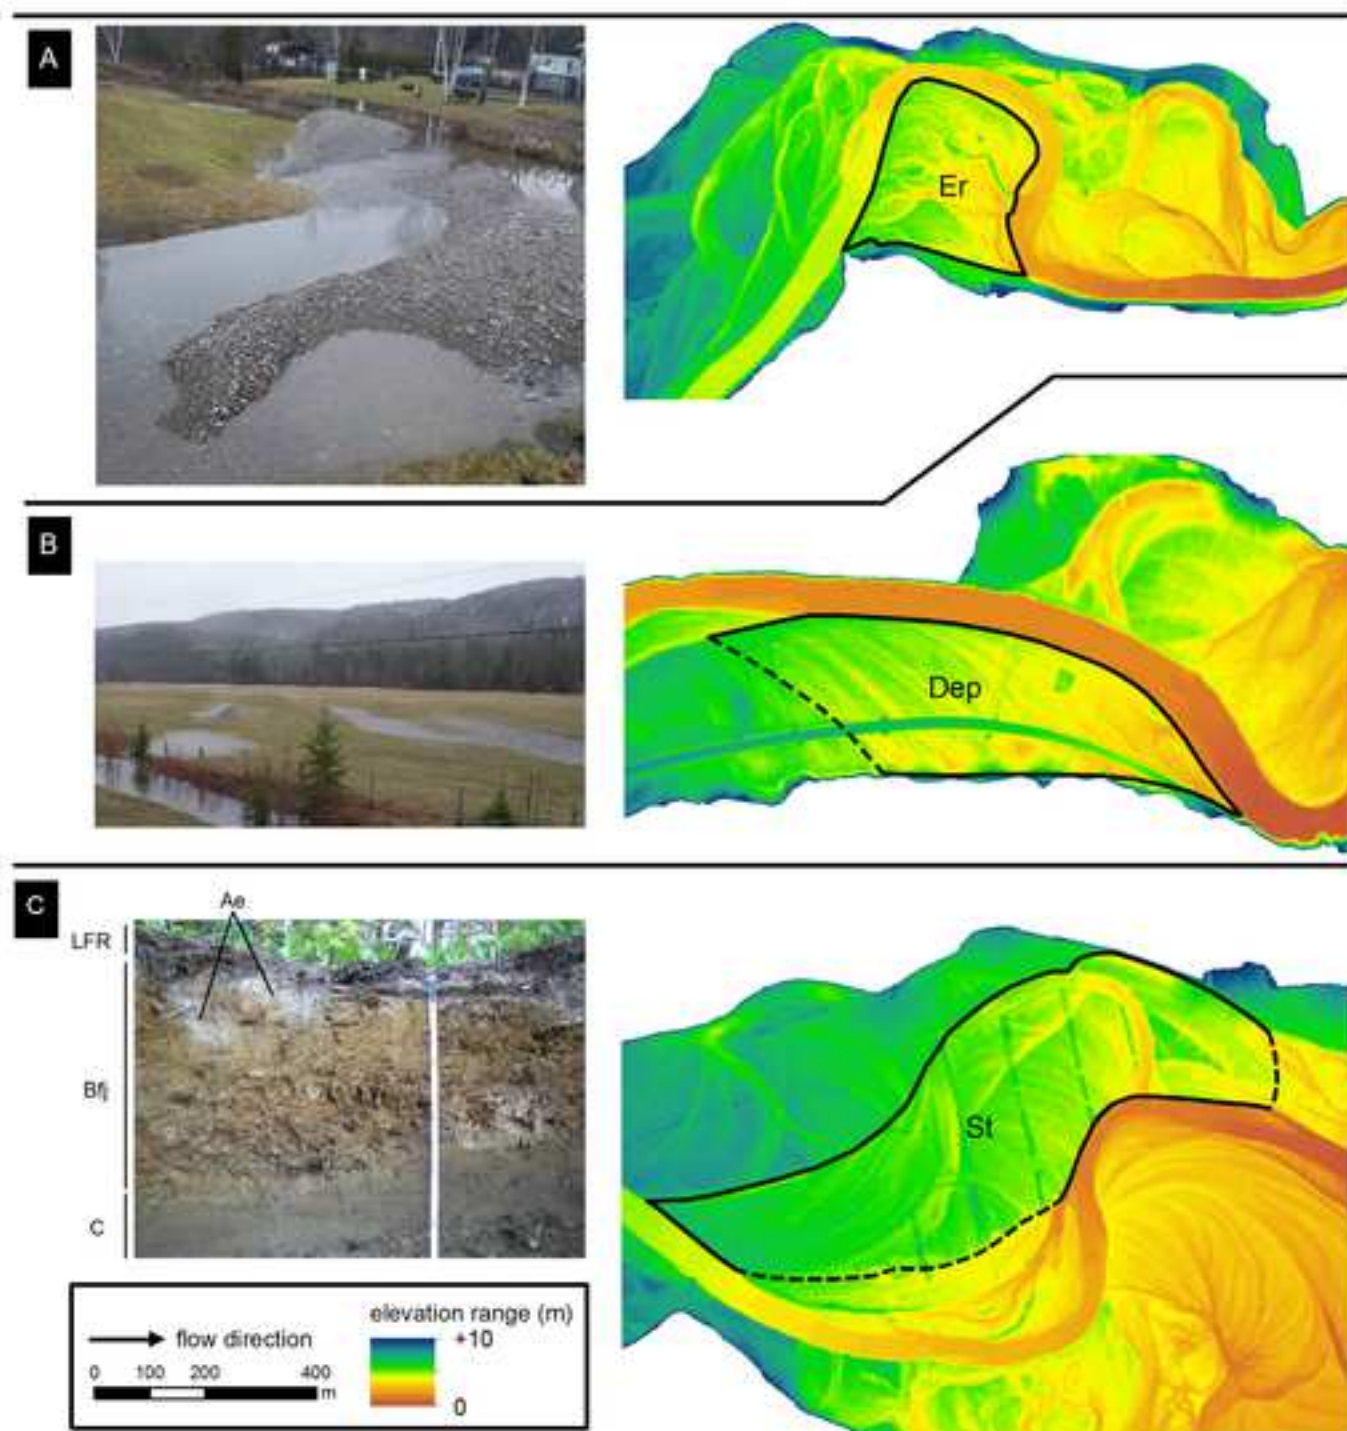 A
Er
B
Dep
C
Ae
LFR
Bfj
C
St
flow direction
0 100 200 400
m
elevation range (m)
+10
0